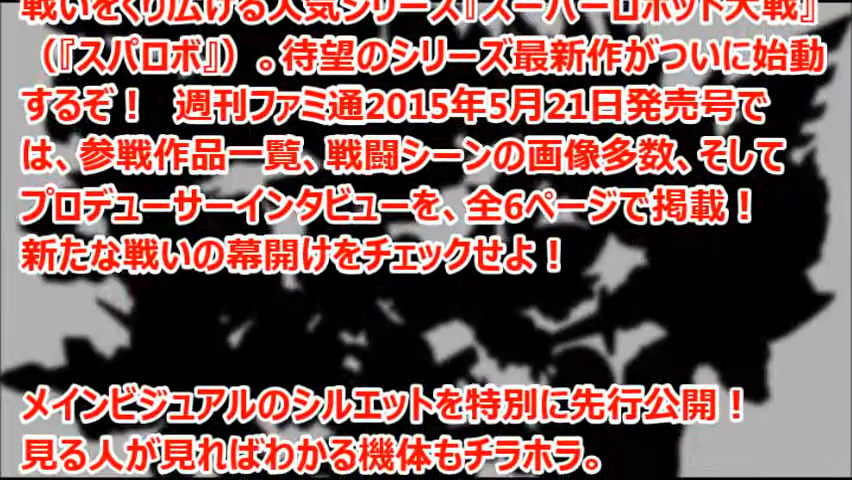 戦いをくり広げる人気シリーズ『スーパーロボット大戦』
（『スパロボ』）。待望のシリーズ最新作がついに始動
するぞ！　週刊ファミ通2015年5月21日発売号で
は、参戦作品一覧、戦闘シーンの画像多数、そして
プロデューサーインタビューを、全6ページで掲載！
新たな戦いの幕開けをチェックせよ！
メインビジュアルのシルエットを特別に先行公開！
見る人が見ればわかる機体もチラホラ。